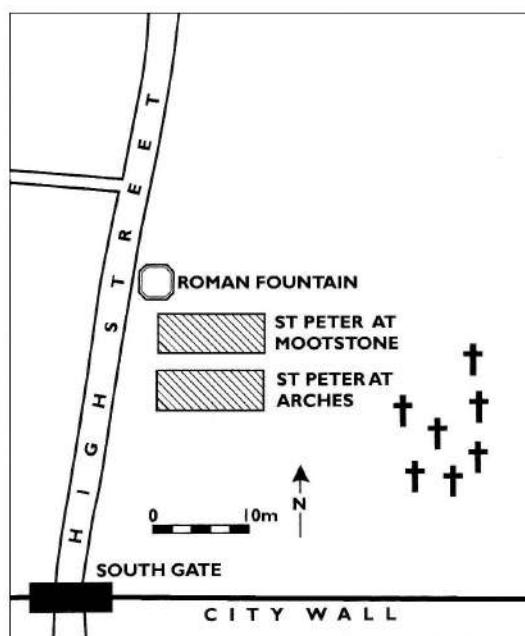 HIGH STREET
ROMAN FOUNTAIN
ST PETER AT
MOOTSTONE
ST PETER AT
ARCHES
N
0 10m
SOUTH GATE
CITY WALL